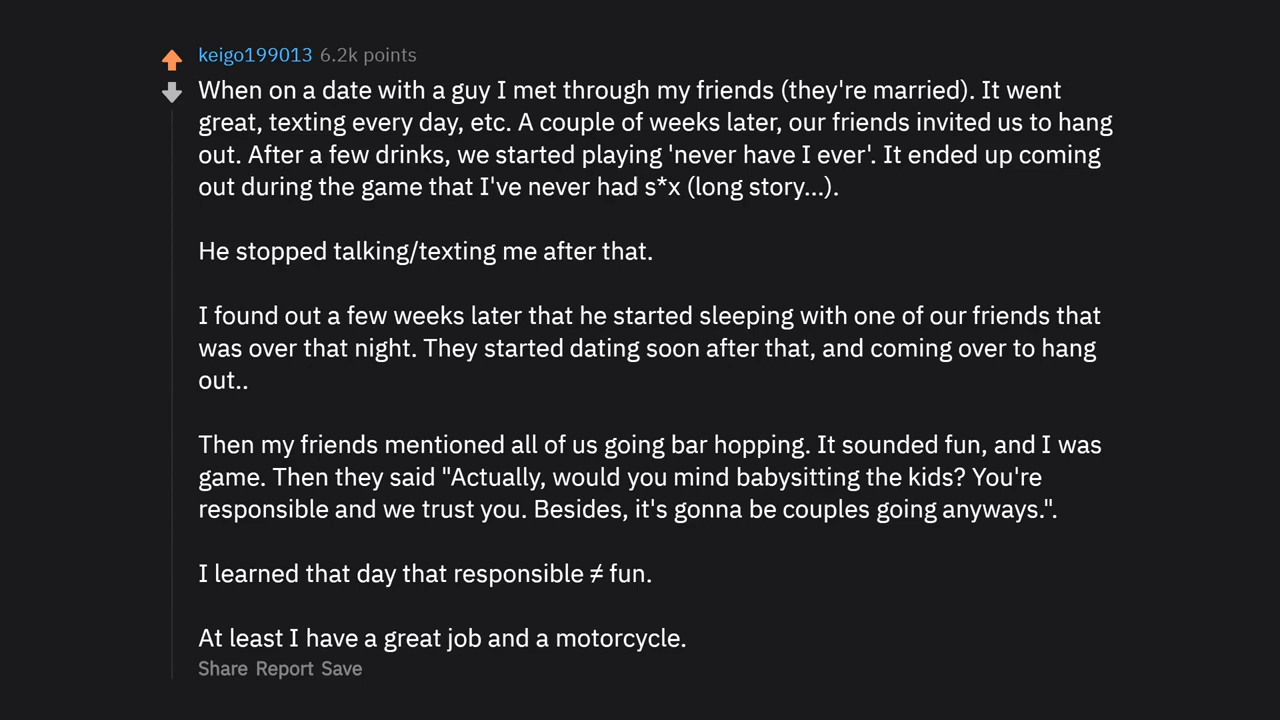 keigo199013 6.2k points
When on a date with a guy I met through my friends (they're married). It went
great, texting every day, etc. A couple of weeks later, our friends invited us to hang
out. After a few drinks, we started playing 'never have I ever'. It ended up coming
out during the game that I've never had s*x (long story...).
He stopped talking/texting me after that.
I found out a few weeks later that he started sleeping with one of our friends that
was over that night. They started dating soon after that, and coming over to hang
out..
Then my friends mentioned all of us going bar hopping. It sounded fun, and I was
game. Then they said "Actually, would you mind babysitting the kids? You're
responsible and we trust you. Besides, it's gonna be couples going anyways.".
I learned that day that responsible ≠ fun.
At least I have a great job and a motorcycle.
Share Report Save